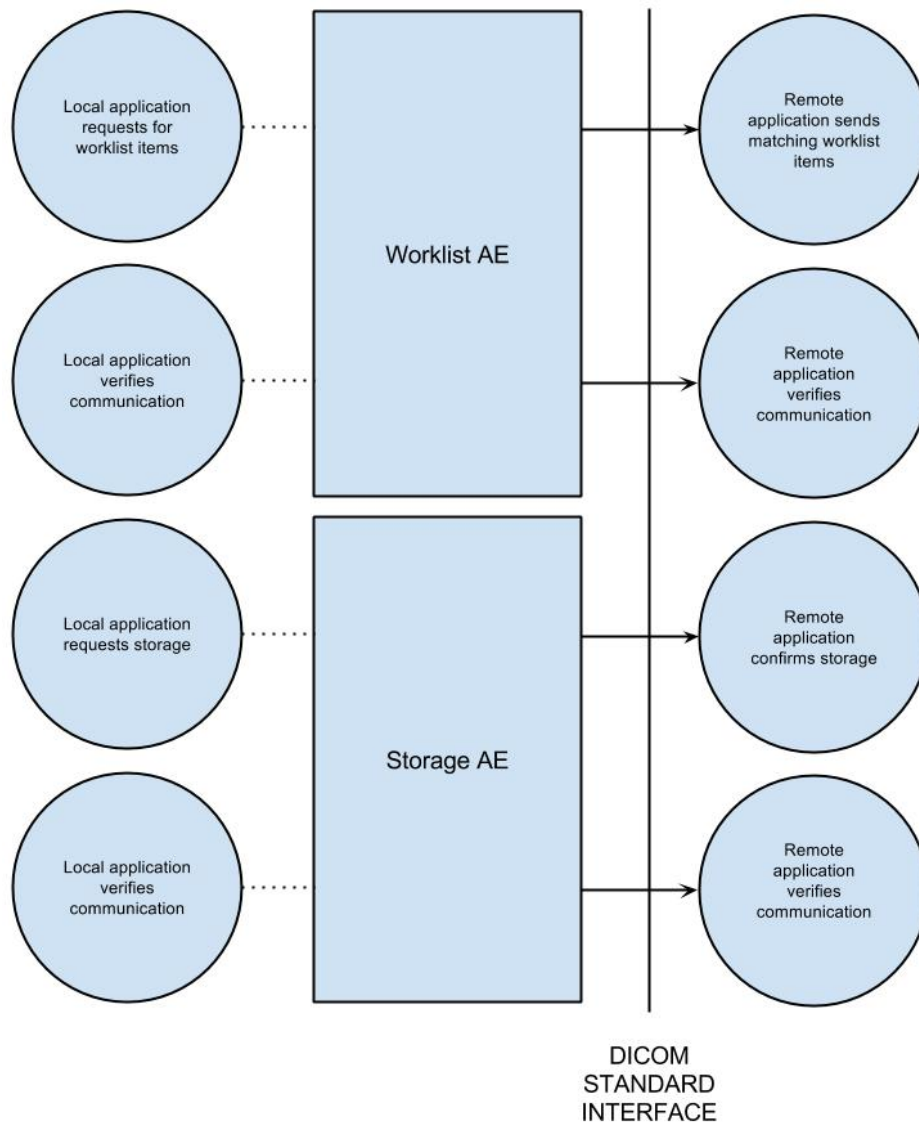 Local application
requests for
worklist items
Worklist AE
Remote
application sends
matching worklist
items
Local application
verifies
communication
Remote
application
verifies
communication
Local application
requests storage
Storage AE
Remote
application
confirms storage
Local application
verifies
communication
Remote
application
verifies
communication
DICOM
STANDARD
INTERFACE